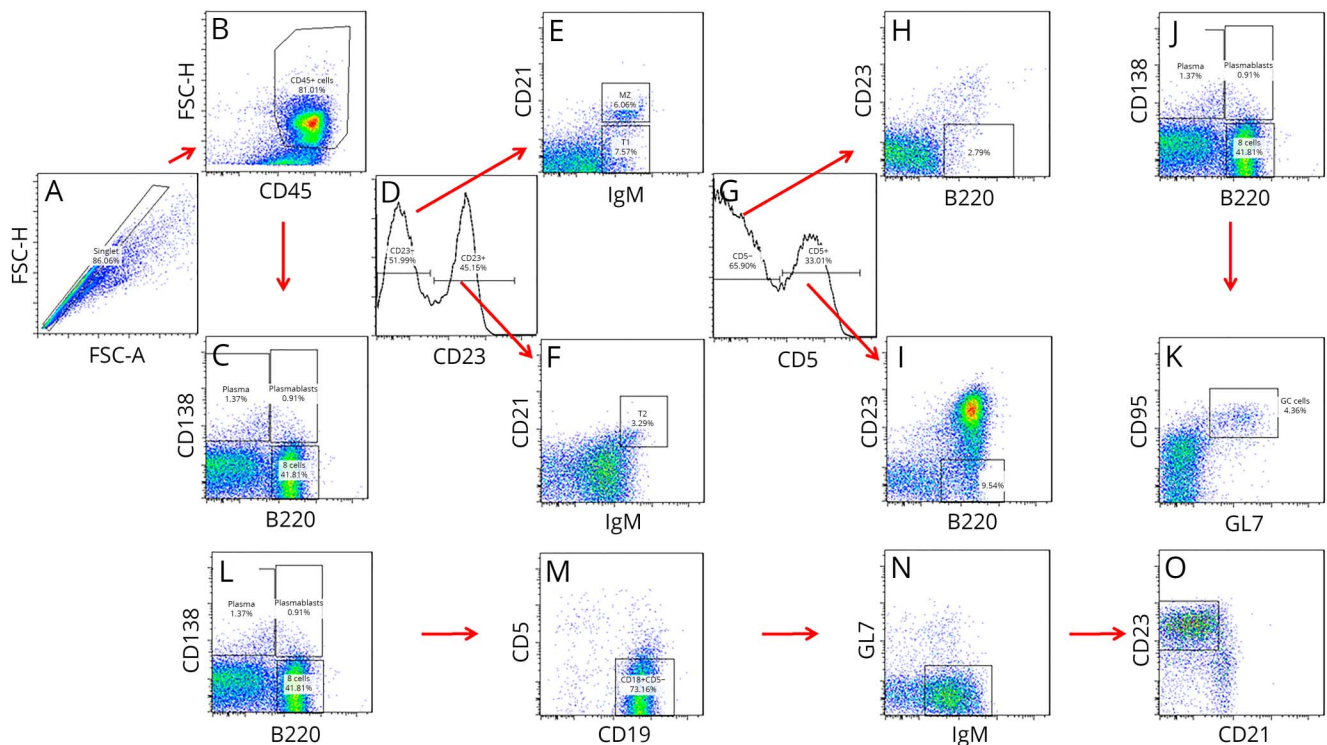 A
FSC-H
Singlet
86.06%
FSC-A
B
FSC-H
CD45+ cells
81.01%
CD45
C
CD138
Plasma
1.37%
Plasmablasts
0.91%
8 cells
41.81%
B220
D
CD23−
51.99%
CD23+
45.15%
CD23
E
CD21
MZ
6.06%
T1
7.57%
IgM
F
CD21
T2
3.29%
IgM
G
CD5−
65.90%
CD5+
33.01%
CD5
H
CD23
2.79%
B220
I
CD23
9.54%
B220
J
CD138
Plasma
1.37%
Plasmablasts
0.91%
8 cells
41.81%
B220
K
CD95
GC cells
4.36%
GL7
L
CD138
Plasma
1.37%
Plasmablasts
0.91%
8 cells
41.81%
B220
M
CD5
CD18+CD5−
73.16%
CD19
N
GL7
IgM
O
CD23
CD21